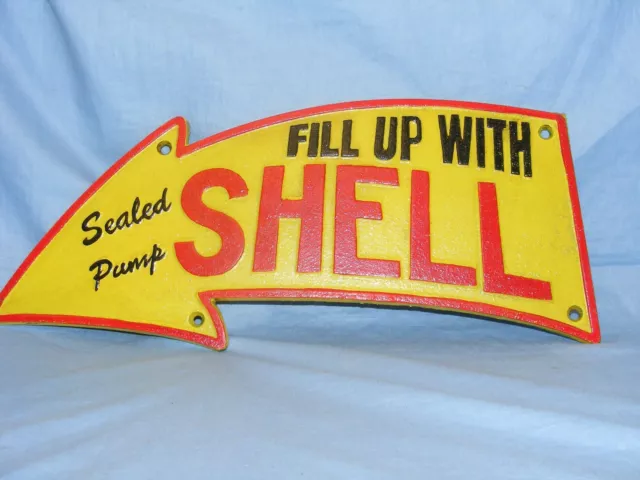 FILL UP WITH
SHELL
Sealed
Pump